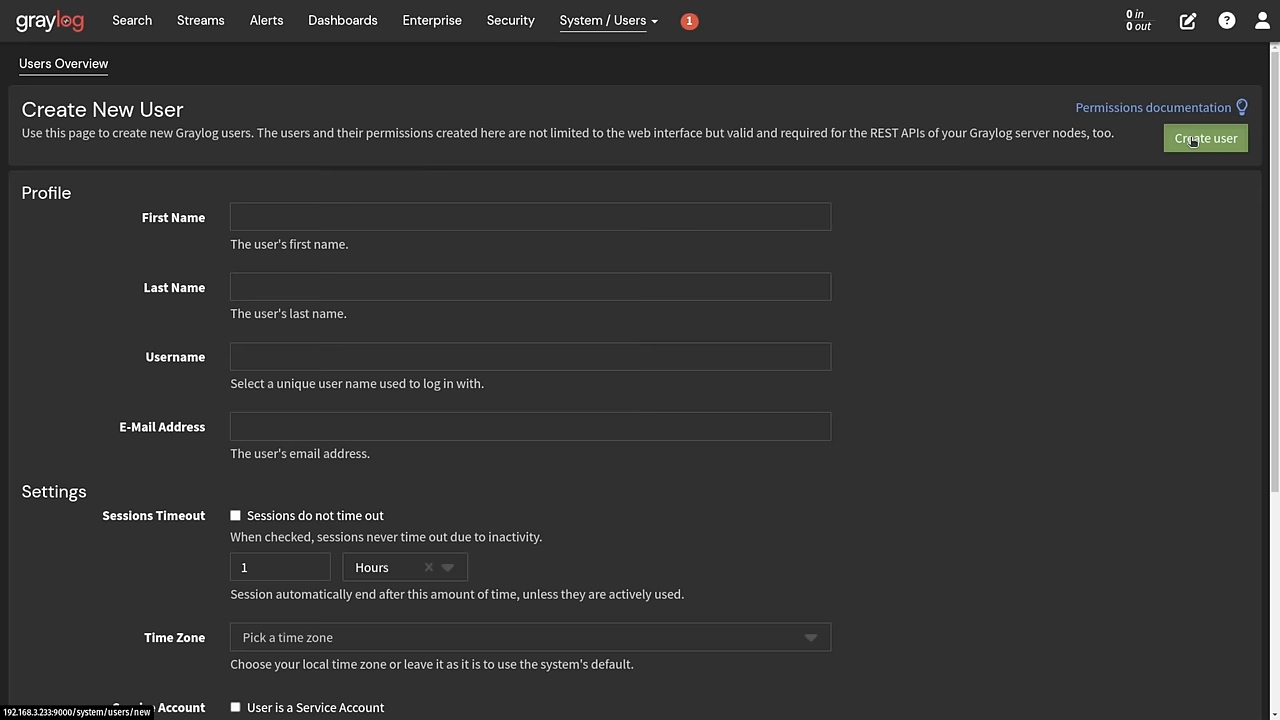 graylog
Search
Streams
Alerts
Dashboards
Enterprise
Security
System / Users
1
0 in
0 out
Users Overview
Create New User
Permissions documentation
Use this page to create new Graylog users. The users and their permissions created here are not limited to the web interface but valid and required for the REST APIs of your Graylog server nodes, too.
Create user
Profile
First Name
The user's first name.
Last Name
The user's last name.
Username
Select a unique user name used to log in with.
E-Mail Address
The user's email address.
Settings
Sessions Timeout
Sessions do not time out
When checked, sessions never time out due to inactivity.
1
Hours
Session automatically end after this amount of time, unless they are actively used.
Time Zone
Pick a time zone
Choose your local time zone or leave it as it is to use the system's default.
Account
User is a Service Account
192.168.3.233:9000/system/users/new